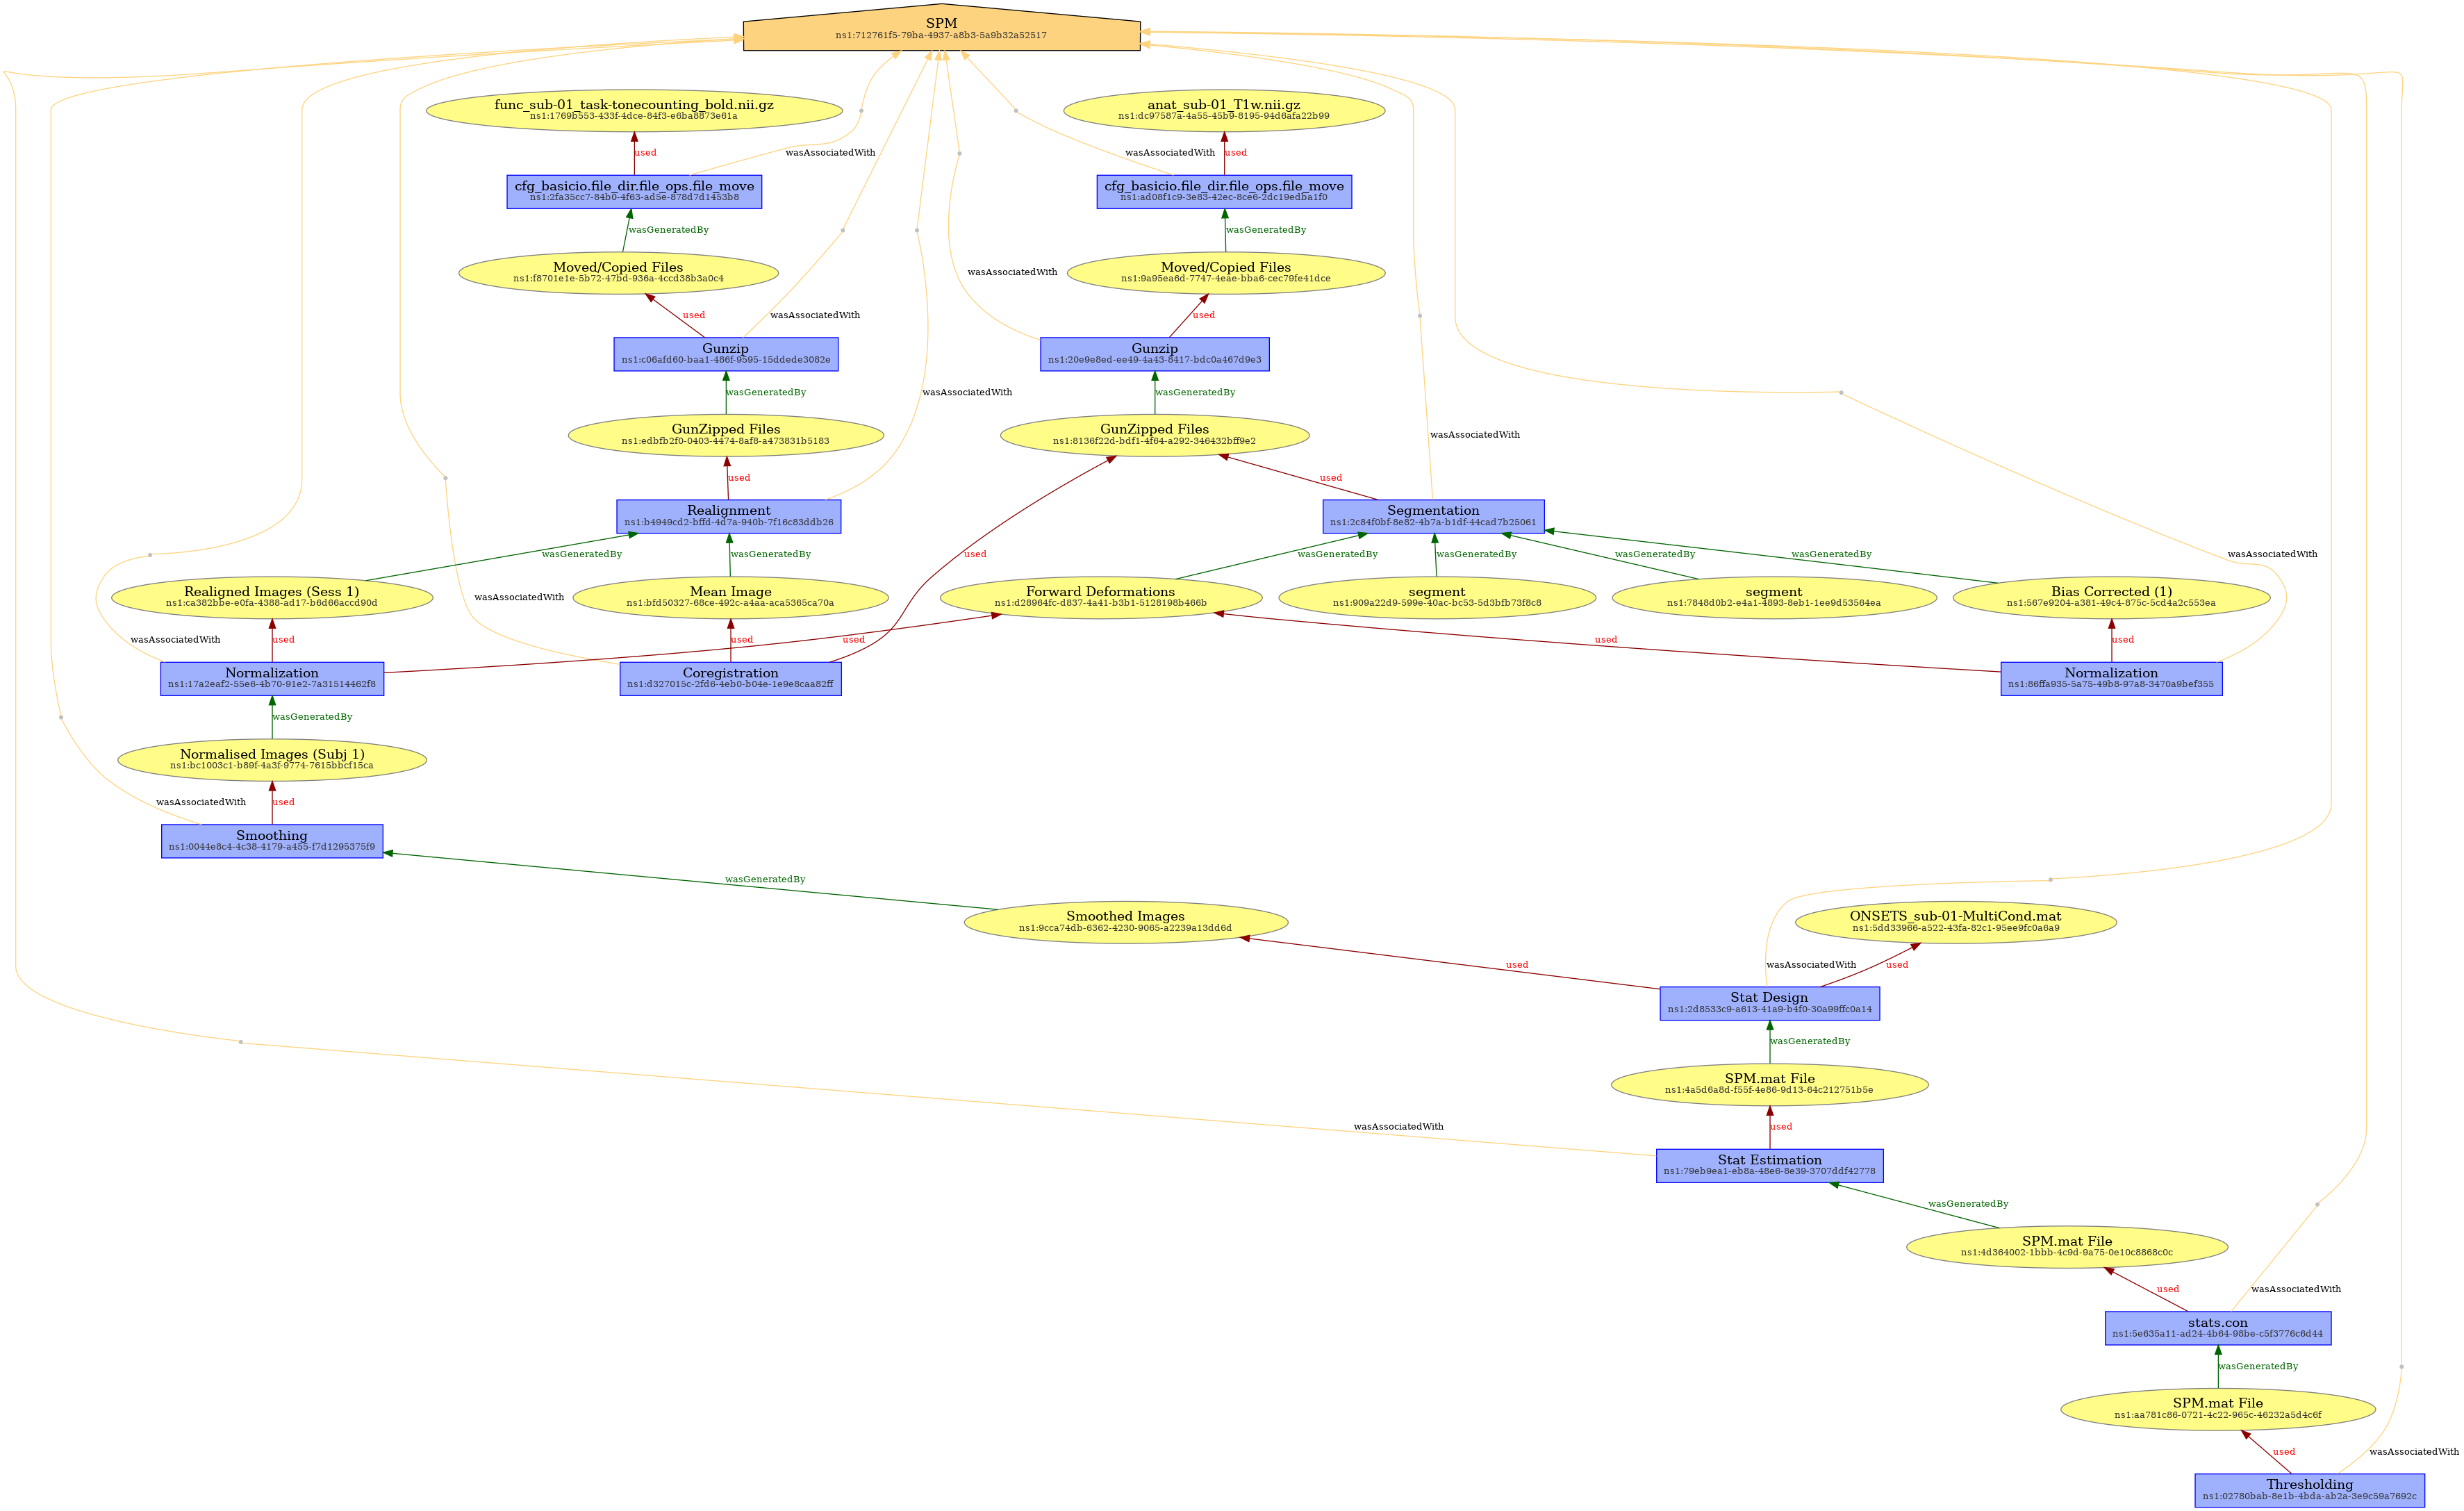 SPM
ns1:712761f5-79ba-4937-a8b3-5a9b32a52517
func_sub-01_task-tonecounting_bold.nii.gz
ns1:1769b553-433f-4dce-84f3-e6ba8873e61a
anat_sub-01_T1w.nii.gz
ns1:dc97587a-4a55-45b9-8195-94d6afa22b99
used
wasAssociatedWith
wasAssociatedWith
used
cfg_basicio.file_dir.file_ops.file_move
ns1:2fa35cc7-84b0-4f63-ad5e-878d7d1453b8
cfg_basicio.file_dir.file_ops.file_move
ns1:ad08f1c9-3e83-42ec-8ce6-2dc19edba1f0
wasGeneratedBy
wasGeneratedBy
Moved/Copied Files
ns1:f8701e1e-5b72-47bd-936a-4ccd38b3a0c4
wasAssociatedWith
Moved/Copied Files
ns1:9a95ea6d-7747-4eae-bba6-cec79fe41dce
used
wasAssociatedWith
used
Gunzip
ns1:c06afd60-baa1-486f-9595-15ddede3082e
Gunzip
ns1:20e9e8ed-ee49-4a43-8417-bdc0a467d9e3
wasGeneratedBy
wasAssociatedWith
wasGeneratedBy
GunZipped Files
ns1:edbfb2f0-0403-4474-8af8-a473831b5183
GunZipped Files
ns1:8136f22d-bdf1-4f64-a292-346432bff9e2
wasAssociatedWith
used
used
Realignment
ns1:b4949cd2-bffd-4d7a-940b-7f16c83ddb26
Segmentation
ns1:2c84f0bf-8e82-4b7a-b1df-44cad7b25061
wasGeneratedBy
wasGeneratedBy
used
wasGeneratedBy
wasGeneratedBy
wasGeneratedBy
wasGeneratedBy
wasAssociatedWith
Realigned Images (Sess 1)
ns1:ca382bbe-e0fa-4388-ad17-b6d66accd90d
wasAssociatedWith
Mean Image
ns1:bfd50327-68ce-492c-a4aa-aca5365ca70a
Forward Deformations
ns1:d28964fc-d837-4a41-b3b1-5128198b466b
segment
ns1:909a22d9-599e-40ac-bc53-5d3bfb73f8c8
segment
ns1:7848d0b2-e4a1-4893-8eb1-1ee9d53564ea
Bias Corrected (1)
ns1:567e9204-a381-49c4-875c-5cd4a2c553ea
wasAssociatedWith
used
used
used
used
used
Normalization
ns1:17a2eaf2-55e6-4b70-91e2-7a31514462f8
Coregistration
ns1:d327015c-2fd6-4eb0-b04e-1e9e8caa82ff
Normalization
ns1:86ffa935-5a75-49b8-97a8-3470a9bef355
wasGeneratedBy
Normalised Images (Subj 1)
ns1:bc1003c1-b89f-4a3f-9774-7615bbcf15ca
wasAssociatedWith
used
Smoothing
ns1:0044e8c4-4c38-4179-a455-f7d1295375f9
wasGeneratedBy
Smoothed Images
ns1:9cca74db-6362-4230-9065-a2239a13dd6d
ONSETS_sub-01-MultiCond.mat
ns1:5dd33966-a522-43fa-82c1-95ee9fc0a6a9
used
wasAssociatedWith
used
Stat Design
ns1:2d8533c9-a613-41a9-b4f0-30a99ffc0a14
wasGeneratedBy
SPM.mat File
ns1:4a5d6a8d-f55f-4e86-9d13-64c212751b5e
wasAssociatedWith
used
Stat Estimation
ns1:79eb9ea1-eb8a-48e6-8e39-3707ddf42778
wasGeneratedBy
SPM.mat File
ns1:4d364002-1bbb-4c9d-9a75-0e10c8868c0c
used
wasAssociatedWith
stats.con
ns1:5e635a11-ad24-4b64-98be-c5f3776c6d44
wasGeneratedBy
SPM.mat File
ns1:aa781c86-0721-4c22-965c-46232a5d4c6f
used
wasAssociatedWith
Thresholding
ns1:02780bab-8e1b-4bda-ab2a-3e9c59a7692c